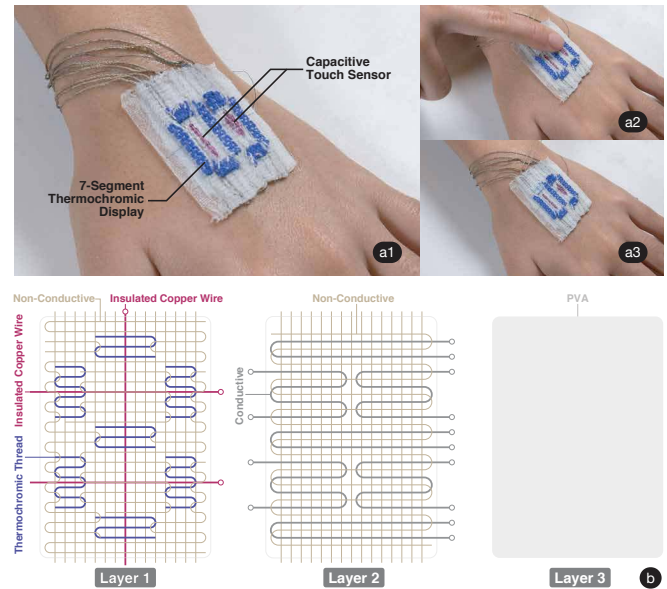 Capacitive
Touch Sensor
7-Segment
Thermochromic
Display
a1
a2
a3
Non-Conductive
Insulated Copper Wire
Insulated Copper Wire
Thermochromic Thread
Layer 1
Non-Conductive
Conductive
Layer 2
PVA
Layer 3
b